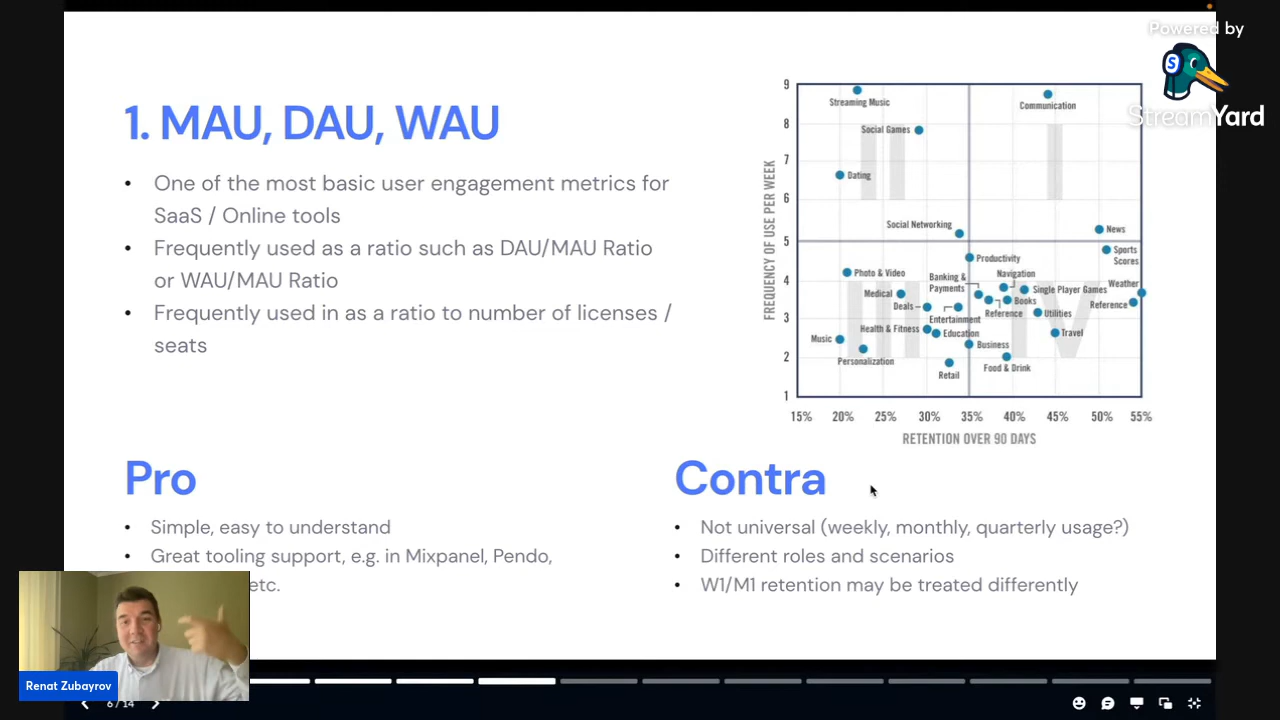 Powered by
StreamYard
1. MAU, DAU, WAU
• One of the most basic user engagement metrics for
SaaS / Online tools
• Frequently used as a ratio such as DAU/MAU Ratio
or WAU/MAU Ratio
• Frequently used in as a ratio to number of licenses /
seats
FREQUENCY OF USE PER WEEK
9
8
7
6
5
4
3
2
1
Streaming Music
Communication
Social Games
Dating
Social Networking
News
Productivity
Sports
Scores
Photo & Video
Banking &
Payments
Navigation
Weather
Medical
Single Player Games
Deals
Entertainment
Reference
Books
Reference
Utilities
Health & Fitness
Education
Travel
Music
Business
Personalization
Retail
Food & Drink
II
I
III
IV
15% 20% 25% 30% 35% 40% 45% 50% 55%
RETENTION OVER 90 DAYS
Pro
• Simple, easy to understand
• Great tooling support, e.g. in Mixpanel, Pendo,
etc.
Contra
• Not universal (weekly, monthly, quarterly usage?)
• Different roles and scenarios
• W1/M1 retention may be treated differently
Renat Zubayrov
6 / 14